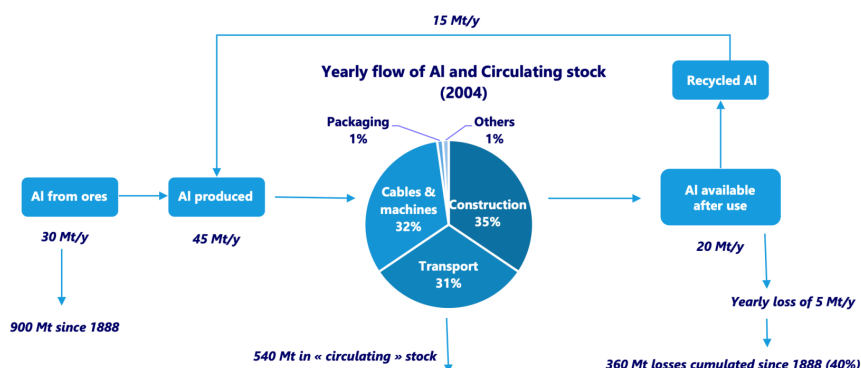 15 Mt/y
Yearly flow of Al and Circulating stock
(2004)
Recycled Al
Packaging
1%
Others
1%
Al from ores
Al produced
Cables &
machines
32%
Construction
35%
Al available
after use
30 Mt/y
45 Mt/y
20 Mt/y
Transport
31%
Yearly loss of 5 Mt/y
900 Mt since 1888
540 Mt in « circulating » stock
360 Mt losses cumulated since 1888 (40%)